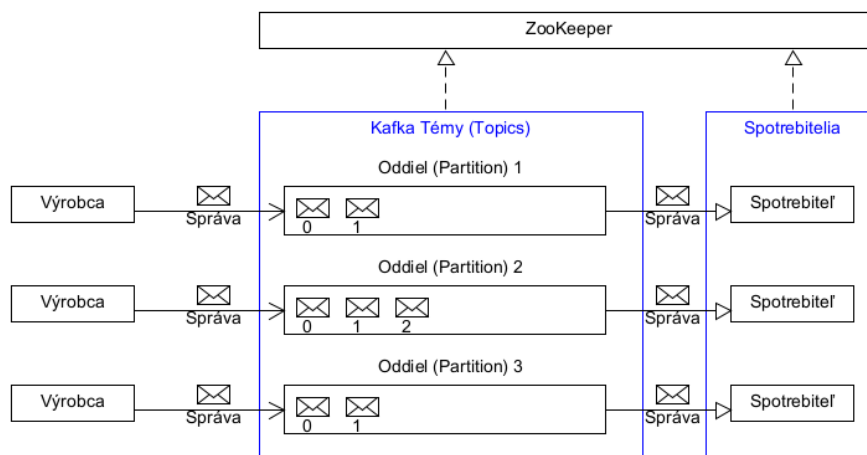 ZooKeeper
Kafka Témy (Topics)
Spotrebitelia
Oddiel (Partition) 1
Výrobca
Správa
0
1
Správa
Spotrebiteľ
Oddiel (Partition) 2
Výrobca
Správa
0
1
2
Správa
Spotrebiteľ
Oddiel (Partition) 3
Výrobca
Správa
0
1
Správa
Spotrebiteľ